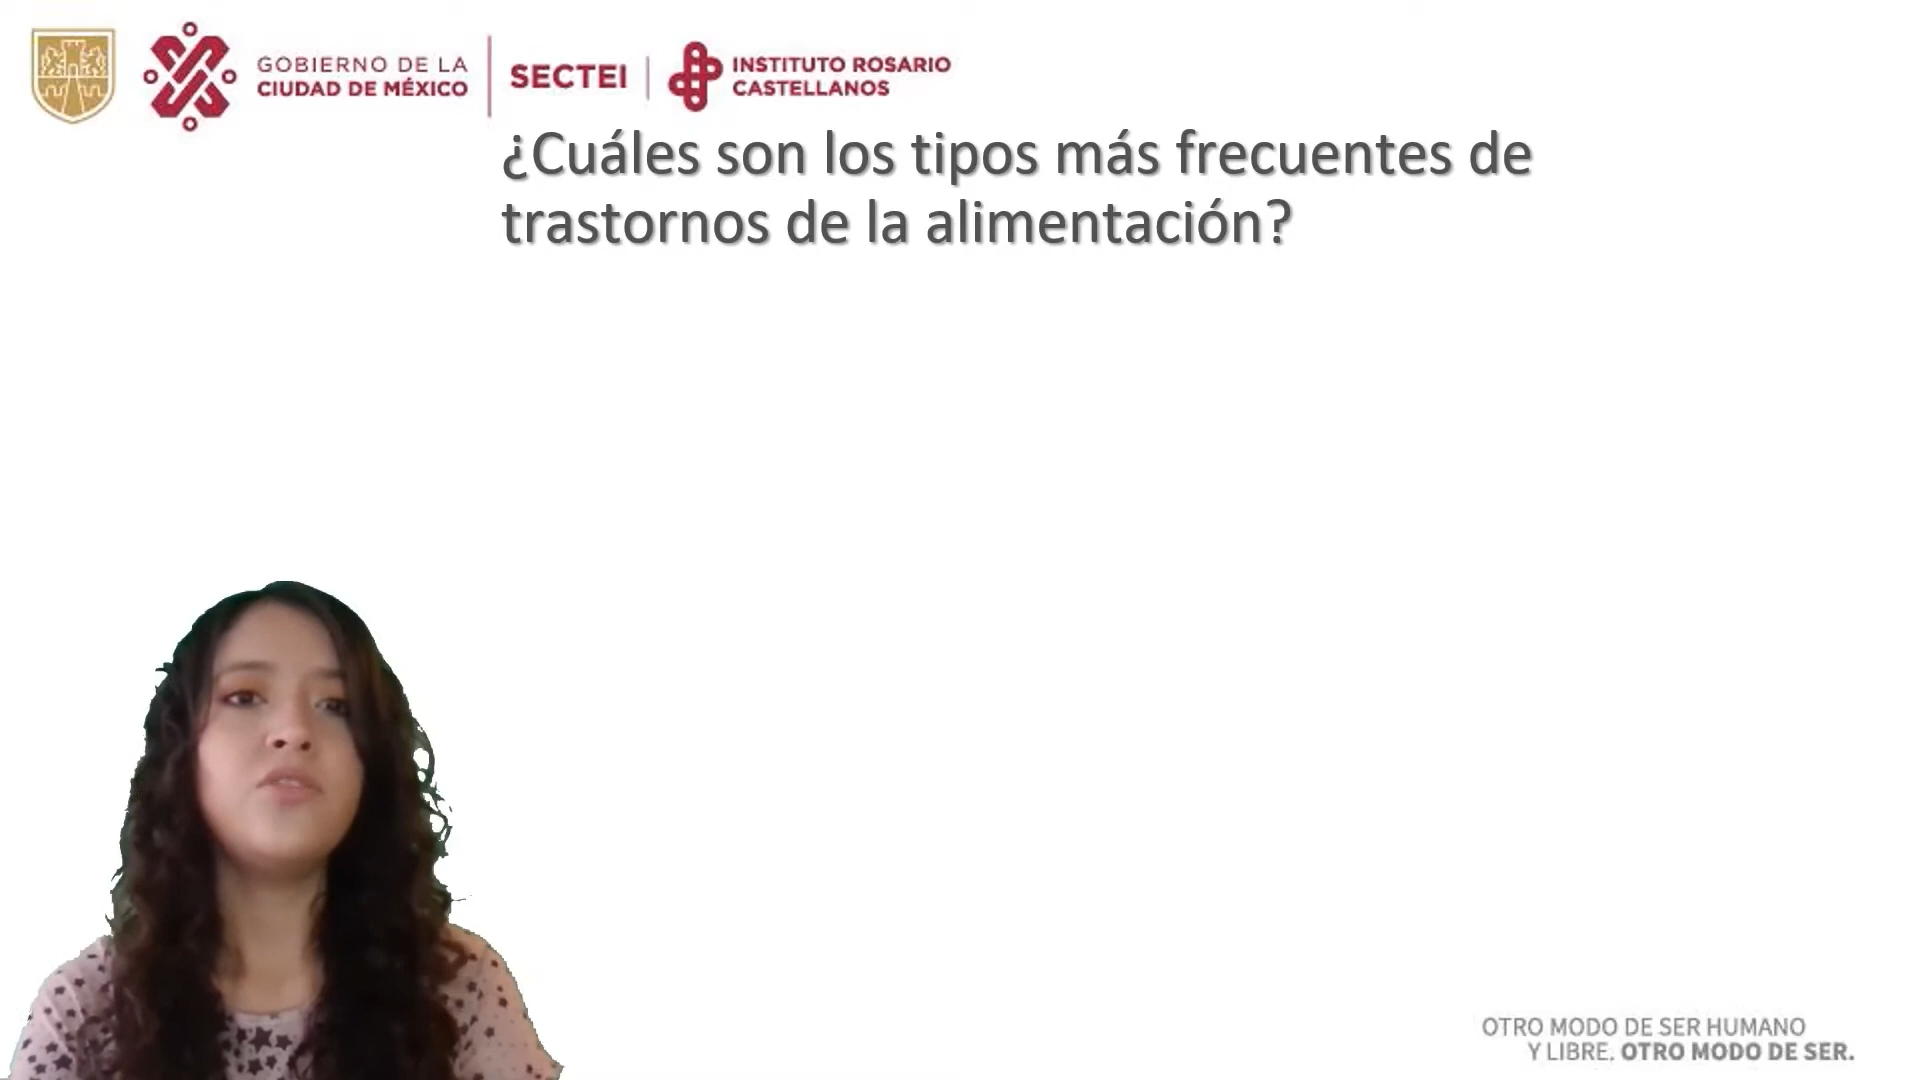 GOBIERNO DE LA
CIUDAD DE MÉXICO
SECTEI
INSTITUTO ROSARIO
CASTELLANOS
¿Cuáles son los tipos más frecuentes de
trastornos de la alimentación?
OTRO MODO DE SER HUMANO
Y LIBRE. OTRO MODO DE SER.